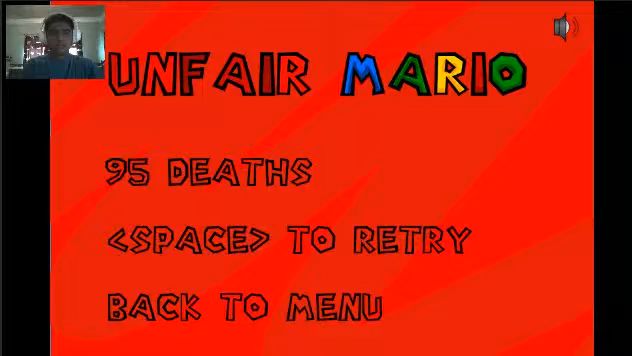 UNFAIR MARIO
95 DEATHS
<SPACE> TO RETRY
BACK TO MENU